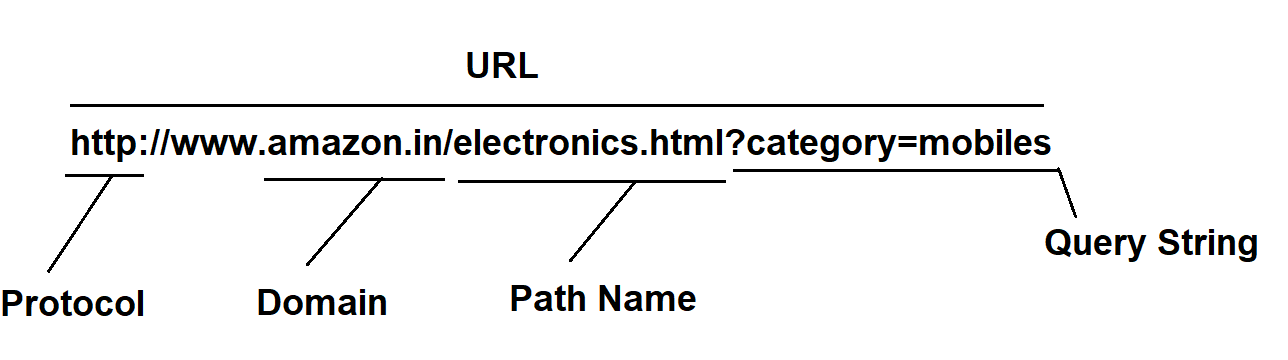 URL
http://www.amazon.in/electronics.html?category=mobiles
Query String
Protocol
Domain
Path Name